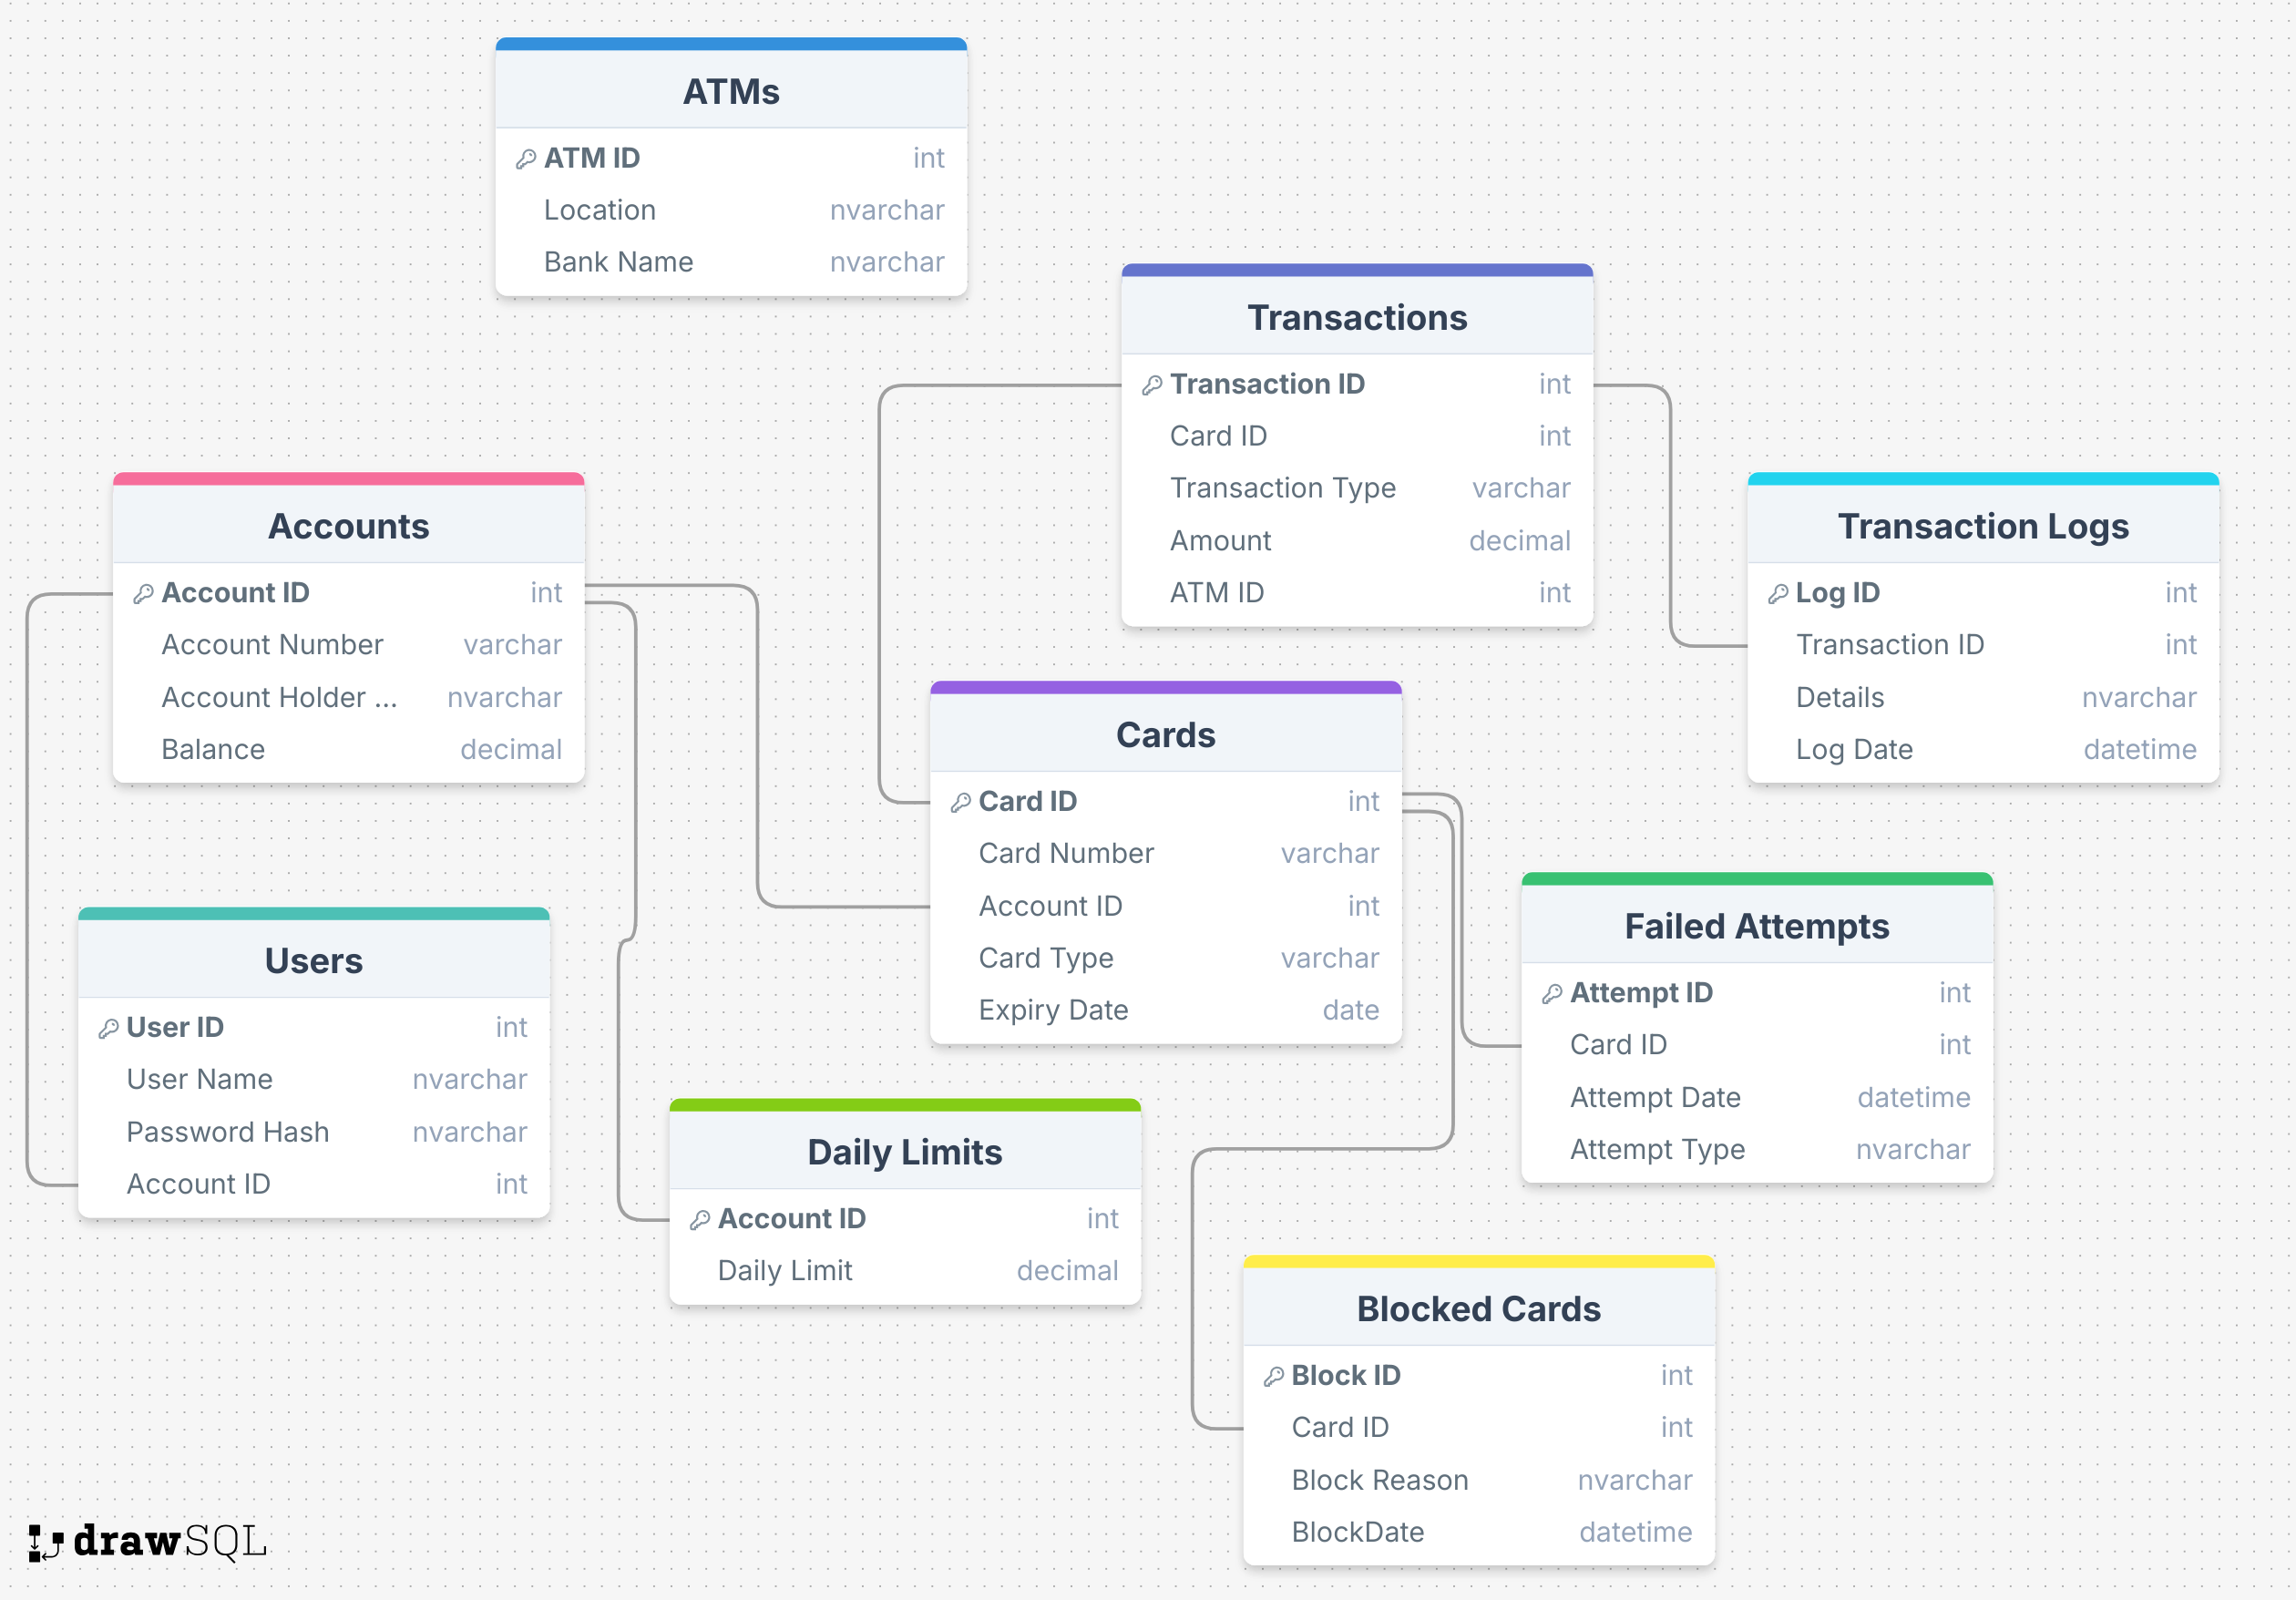 ATMs
ATM ID int
Location nvarchar
Bank Name nvarchar
Transactions
Transaction ID int
Card ID int
Transaction Type varchar
Amount decimal
ATM ID int
Accounts
Account ID int
Account Number varchar
Account Holder ... nvarchar
Balance decimal
Transaction Logs
Log ID int
Transaction ID int
Details nvarchar
Log Date datetime
Cards
Card ID int
Card Number varchar
Account ID int
Card Type varchar
Expiry Date date
Failed Attempts
Attempt ID int
Card ID int
Attempt Date datetime
Attempt Type nvarchar
Users
User ID int
User Name nvarchar
Password Hash nvarchar
Account ID int
Daily Limits
Account ID int
Daily Limit decimal
Blocked Cards
Block ID int
Card ID int
Block Reason nvarchar
BlockDate datetime
drawSQL